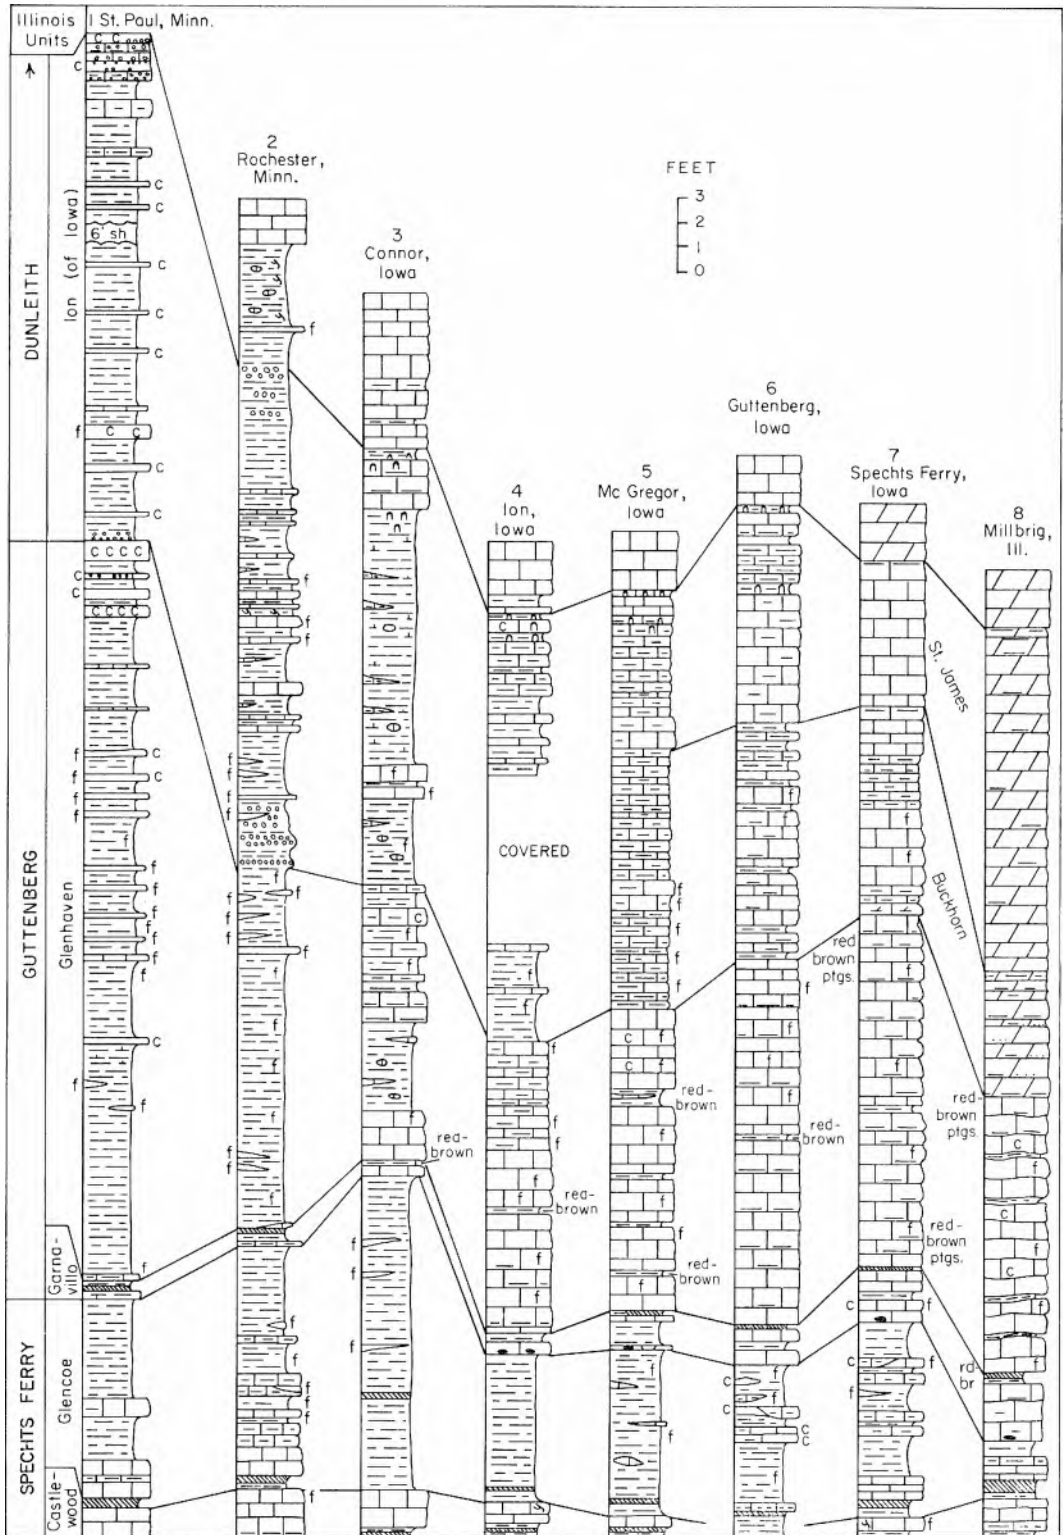 Illinois
Units
1 St. Paul, Minn.
2
Rochester,
Minn.
3
Connor,
Iowa
4
Ion,
Iowa
5
Mc Gregor,
Iowa
6
Guttenberg,
Iowa
7
Spechts Ferry,
Iowa
8
Millbrig,
Ill.
FEET
3
2
1
0
DUNLEITH
Ion (of Iowa)
6' sh
GUTTENBERG
Glenhaven
Garna-
villo
SPECHTS FERRY
Glencoe
Castle-
wood
COVERED
St. James
Buckhorn
red-
brown
red-
brown
red-
brown
red-
brown
red
brown
ptgs.
red-
brown
red-
brown
ptgs.
red-
brown
ptgs.
rd-
br